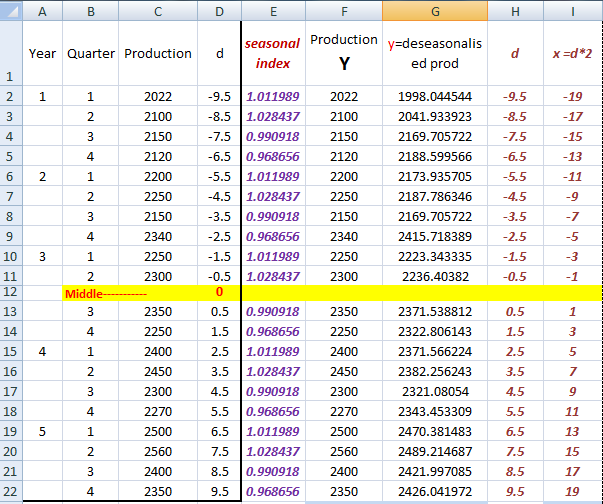 A B C D E F G H I
1 Year Quarter Production d seasonal index Production Y y=deseasonalis ed prod d x =d*2
2 1 1 2022 -9.5 1.011989 2022 1998.044544 -9.5 -19
3 2 2100 -8.5 1.028437 2100 2041.933923 -8.5 -17
4 3 2150 -7.5 0.990918 2150 2169.705722 -7.5 -15
5 4 2120 -6.5 0.968656 2120 2188.599566 -6.5 -13
6 2 1 2200 -5.5 1.011989 2200 2173.935705 -5.5 -11
7 2 2250 -4.5 1.028437 2250 2187.786346 -4.5 -9
8 3 2150 -3.5 0.990918 2150 2169.705722 -3.5 -7
9 4 2340 -2.5 0.968656 2340 2415.718389 -2.5 -5
10 3 1 2250 -1.5 1.011989 2250 2223.343335 -1.5 -3
11 2 2300 -0.5 1.028437 2300 2236.40382 -0.5 -1
12 Middle----------- 0
13 3 2350 0.5 0.990918 2350 2371.538812 0.5 1
14 4 2250 1.5 0.968656 2250 2322.806143 1.5 3
15 4 1 2400 2.5 1.011989 2400 2371.566224 2.5 5
16 2 2450 3.5 1.028437 2450 2382.256243 3.5 7
17 3 2300 4.5 0.990918 2300 2321.08054 4.5 9
18 4 2270 5.5 0.968656 2270 2343.453309 5.5 11
19 5 1 2500 6.5 1.011989 2500 2470.381483 6.5 13
20 2 2560 7.5 1.028437 2560 2489.214687 7.5 15
21 3 2400 8.5 0.990918 2400 2421.997085 8.5 17
22 4 2350 9.5 0.968656 2350 2426.041972 9.5 19